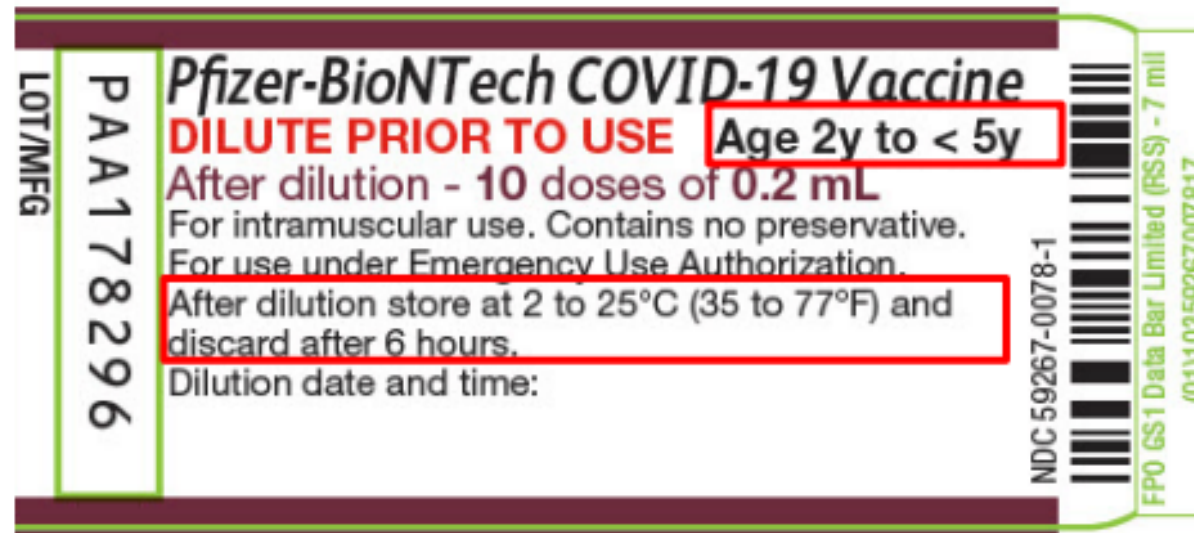 LOT/MFG
PAA178296
Pfizer-BioNTech COVID-19 Vaccine
DILUTE PRIOR TO USE Age 2y to < 5y
After dilution - 10 doses of 0.2 mL
For intramuscular use. Contains no preservative.
For use under Emergency Use Authorization.
After dilution store at 2 to 25°C (35 to 77°F) and
discard after 6 hours.
Dilution date and time:
NDC 59267-0078-1
FPO GS1 Data Bar Limited (RSS) - 7 mil